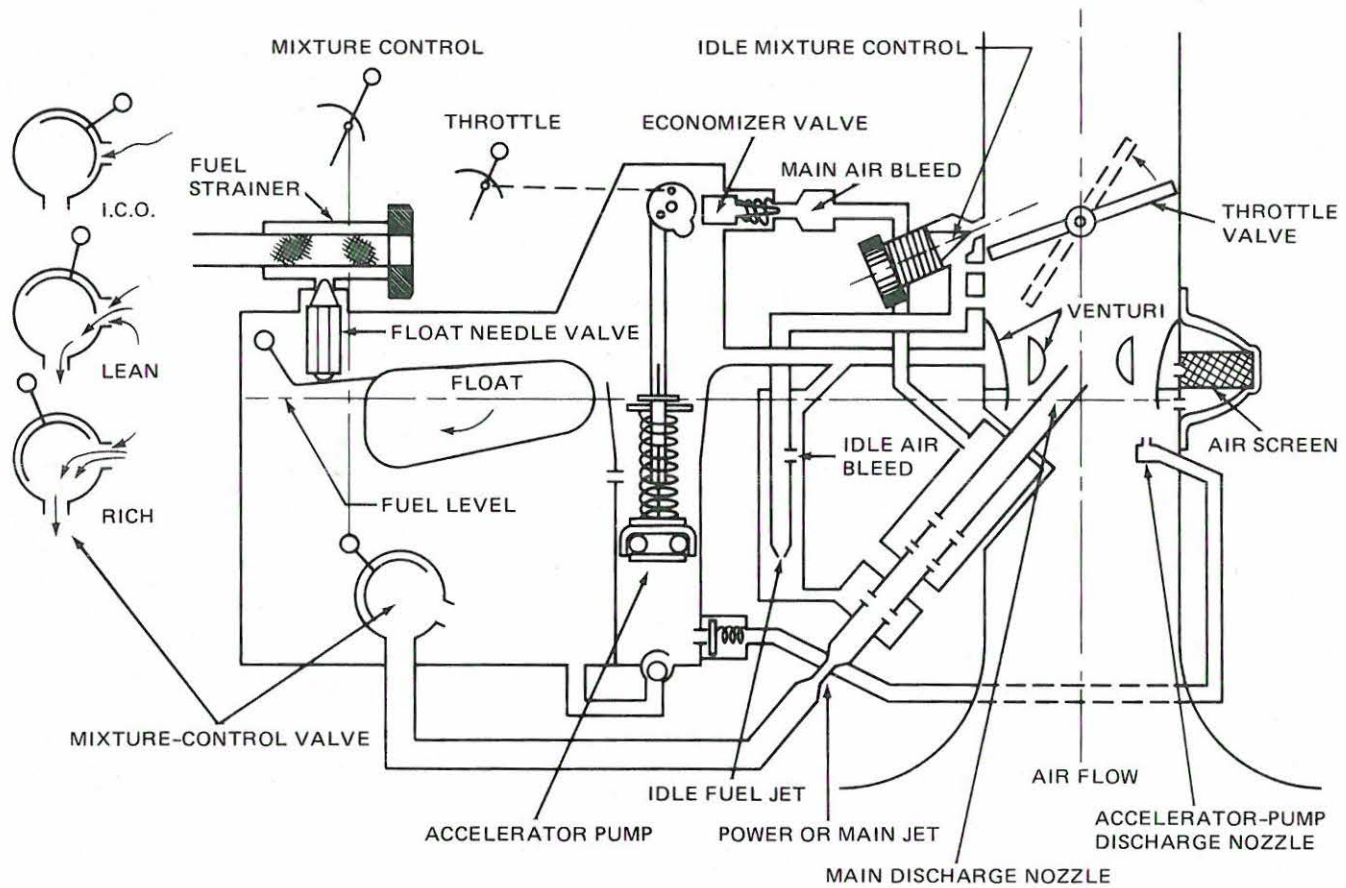 MIXTURE CONTROL
IDLE MIXTURE CONTROL
THROTTLE
ECONOMIZER VALVE
MAIN AIR BLEED
FUEL
STRAINER
I.C.O.
THROTTLE
VALVE
FLOAT NEEDLE VALVE
VENTURI
LEAN
FLOAT
AIR SCREEN
IDLE AIR
BLEED
FUEL LEVEL
RICH
MIXTURE-CONTROL VALVE
AIR FLOW
IDLE FUEL JET
ACCELERATOR PUMP
POWER OR MAIN JET
ACCELERATOR-PUMP
DISCHARGE NOZZLE
MAIN DISCHARGE NOZZLE